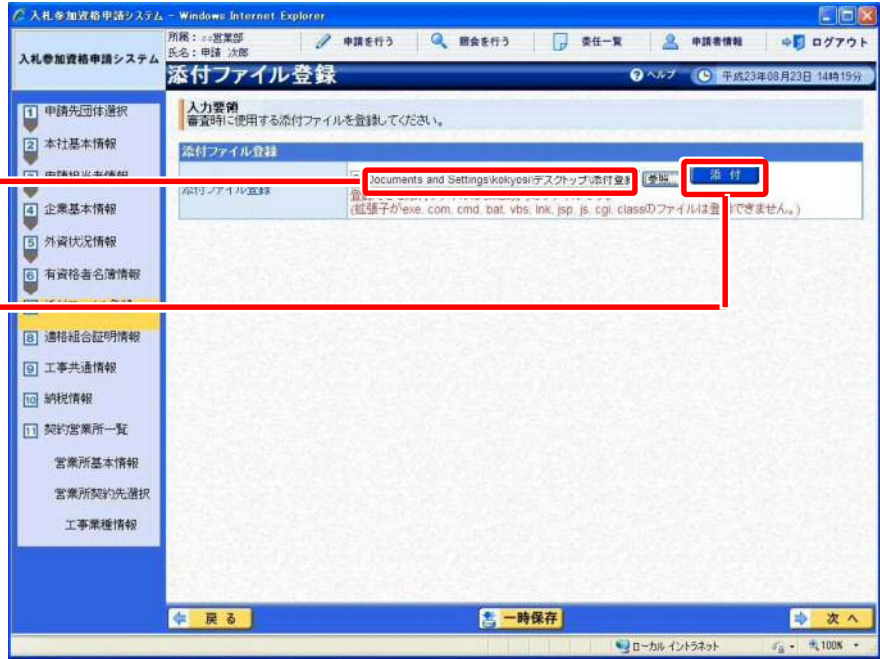 入札参加資格申請システム - Windows Internet Explorer
所属：::営業部
氏名：申請 次郎
入札参加資格申請システム
申請を行う
照会を行う
委任一覧
申請者情報
ログアウト
添付ファイル登録
ヘルプ
平成23年08月23日 14時19分
1 申請先団体選択
2 本社基本情報
4 企業基本情報
5 外資状況情報
6 有資格者名簿情報
8 適格組合証明情報
9 工事共通情報
10 納税情報
11 契約営業所一覧
営業所基本情報
営業所契約先選択
工事業種情報
入力要領
審査時に使用する添付ファイルを登録してください。
添付ファイル登録
添付ファイル登録
Documents and Settings\kokyosi\デスクトップ\添付登
参照...
添 付
(拡張子がexe, com, cmd, bat, vbs, lnk, jsp, js, cgi, classのファイルは登 できません。)
戻 る
一時保存
次 へ
ローカル イントラネット
100%